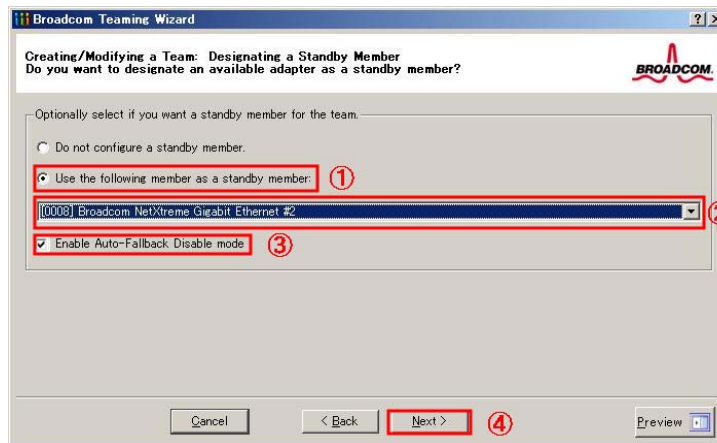 Broadcom Teaming Wizard
Creating/Modifying a Team: Designating a Standby Member
Do you want to designate an available adapter as a standby member?
BROADCOM.
Optionally select if you want a standby member for the team.
Do not configure a standby member.
Use the following member as a standby member: ①
[0008] Broadcom NetXtreme Gigabit Ethernet #2 ②
Enable Auto-Fallback Disable mode ③
Cancel < Back Next > ④ Preview